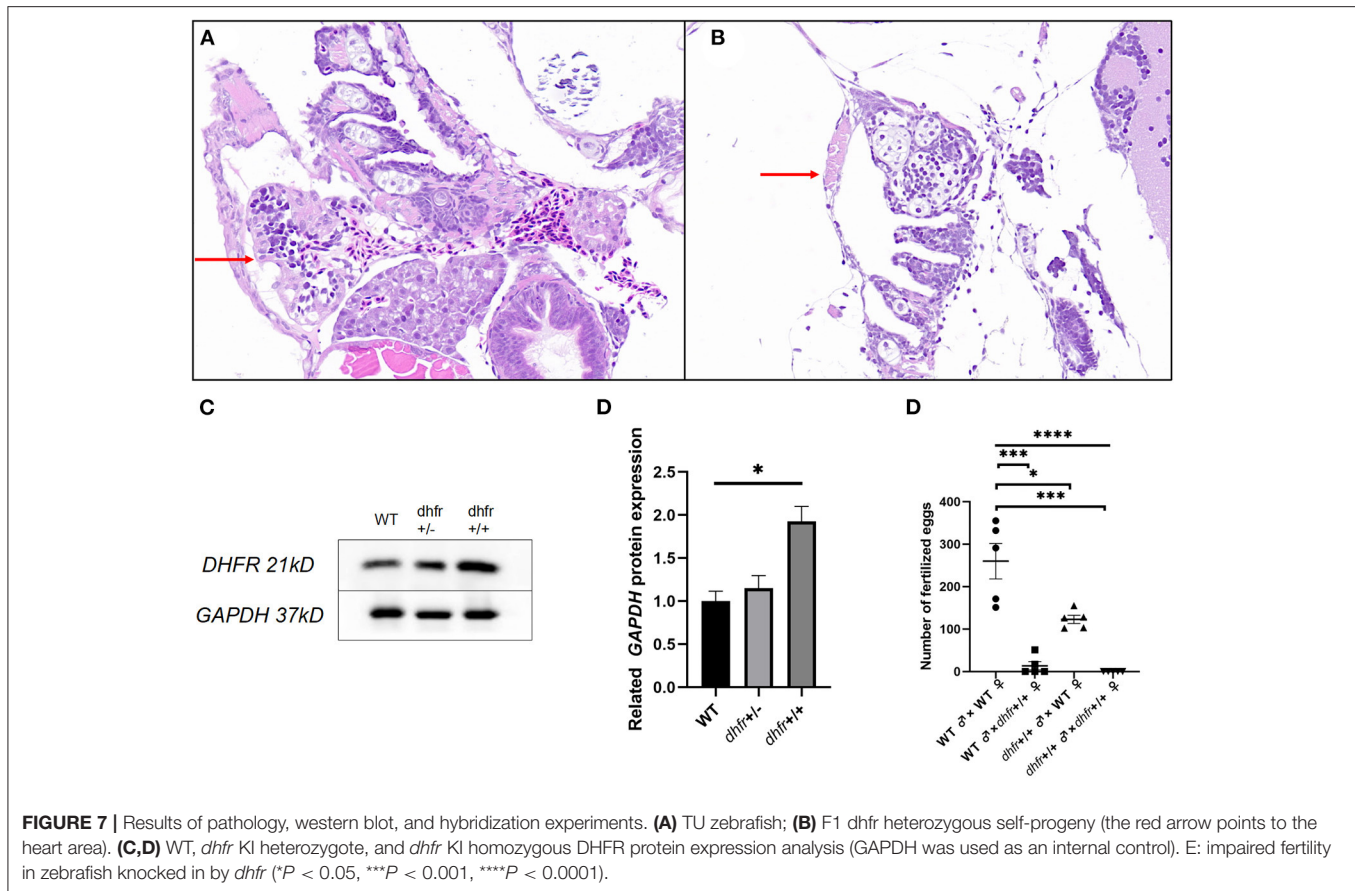 A
B
C
D
D
WT
dhfr
+/-
dhfr
+/+
DHFR 21kD
GAPDH 37kD
Related GAPDH protein expression
2.5
2.0
1.5
1.0
0.5
0.0
*
WT
dhfr+/-
dhfr+/+
Number of fertilized eggs
400
300
200
100
0
****
***
*
***
WT ♂× WT ♀
WT ♂×dhfr+/+ ♀
dhfr+/+ ♂× WT ♀
dhfr+/+ ♂×dhfr+/+ ♀
FIGURE 7 | Results of pathology, western blot, and hybridization experiments. (A) TU zebrafish; (B) F1 dhfr heterozygous self-progeny (the red arrow points to the
heart area). (C,D) WT, dhfr KI heterozygote, and dhfr KI homozygous DHFR protein expression analysis (GAPDH was used as an internal control). E: impaired fertility
in zebrafish knocked in by dhfr (*P < 0.05, ***P < 0.001, ****P < 0.0001).